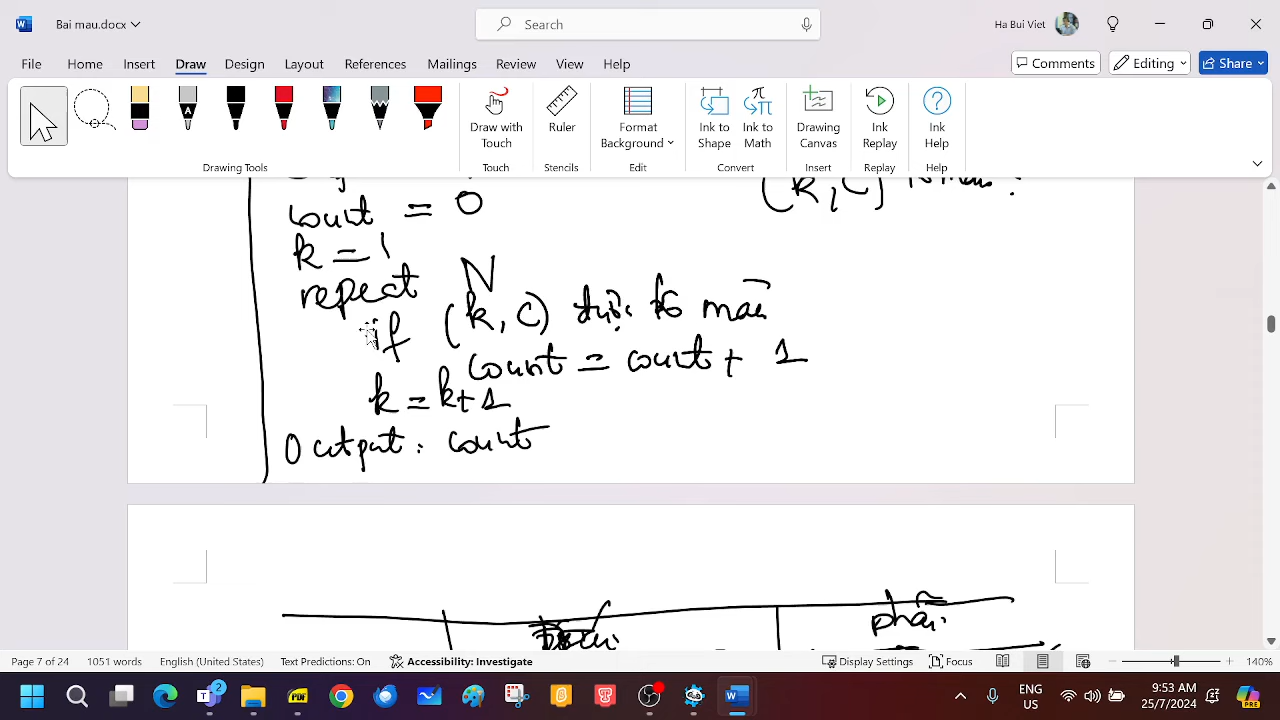 Bai mau.docx
Search
Ha Bui Viet
File Home Insert Draw Design Layout References Mailings Review View Help
Comments Editing Share
Draw with Touch
Ruler
Format Background
Ink to Shape
Ink to Math
Drawing Canvas
Ink Replay
Ink Help
Drawing Tools
Touch
Stencils
Edit
Convert
Insert
Replay
Help
(k, C)
count = 0
k = 1
repeat N
if (k, C) được tô màu
count = count + 1
k = k+1
Output: count
phải
Page 7 of 24 1051 words English (United States) Text Predictions: On Accessibility: Investigate
Display Settings Focus 140%
ENG
UV
9:53 AM
25/7/2024